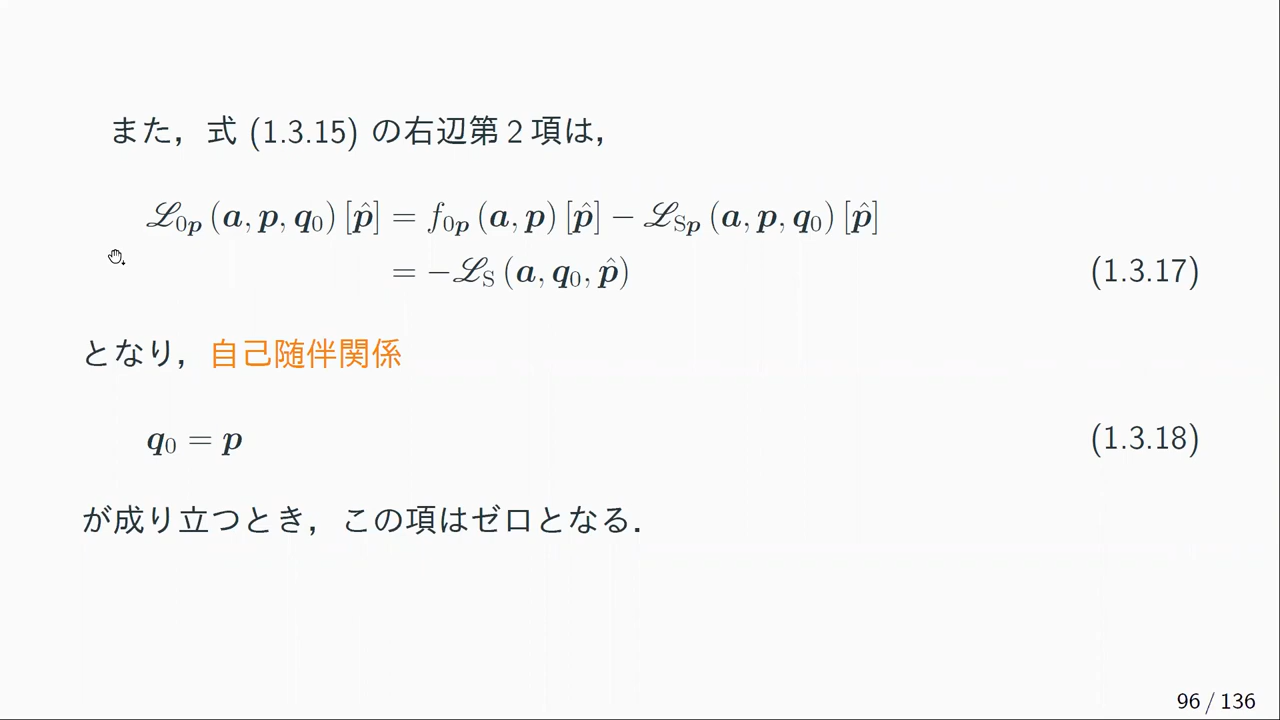 また，式 (1.3.15) の右辺第 2 項は，
ℒ₀𝒑 (𝒂, 𝒑, 𝒒₀) [𝒑̂] = f₀𝒑 (𝒂, 𝒑) [𝒑̂] − ℒ_S𝒑 (𝒂, 𝒑, 𝒒₀) [𝒑̂]
= −ℒ_S (𝒂, 𝒒₀, 𝒑̂) (1.3.17)
となり，自己随伴関係
𝒒₀ = 𝒑 (1.3.18)
が成り立つとき，この項はゼロとなる．
96 / 136